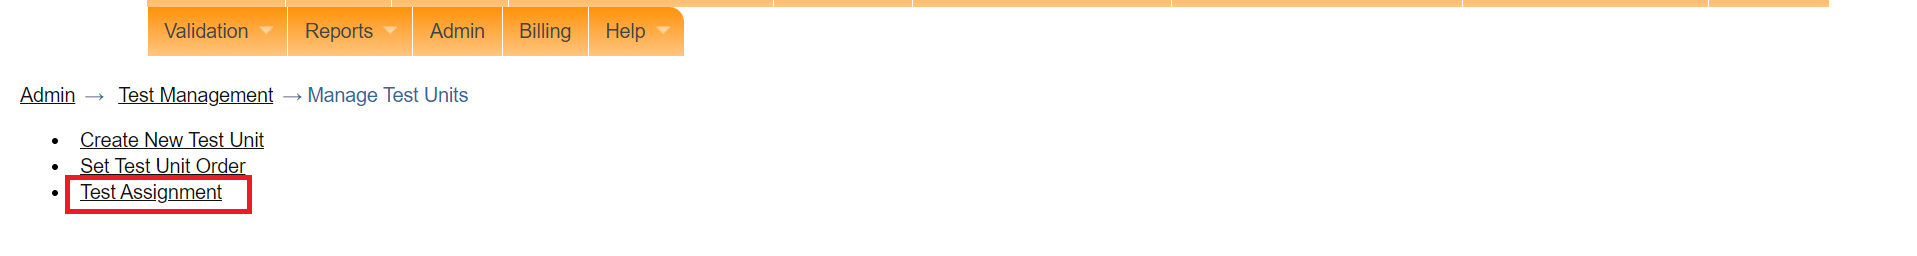 Validation Reports Admin Billing Help
Admin → Test Management → Manage Test Units
• Create New Test Unit
• Set Test Unit Order
• Test Assignment